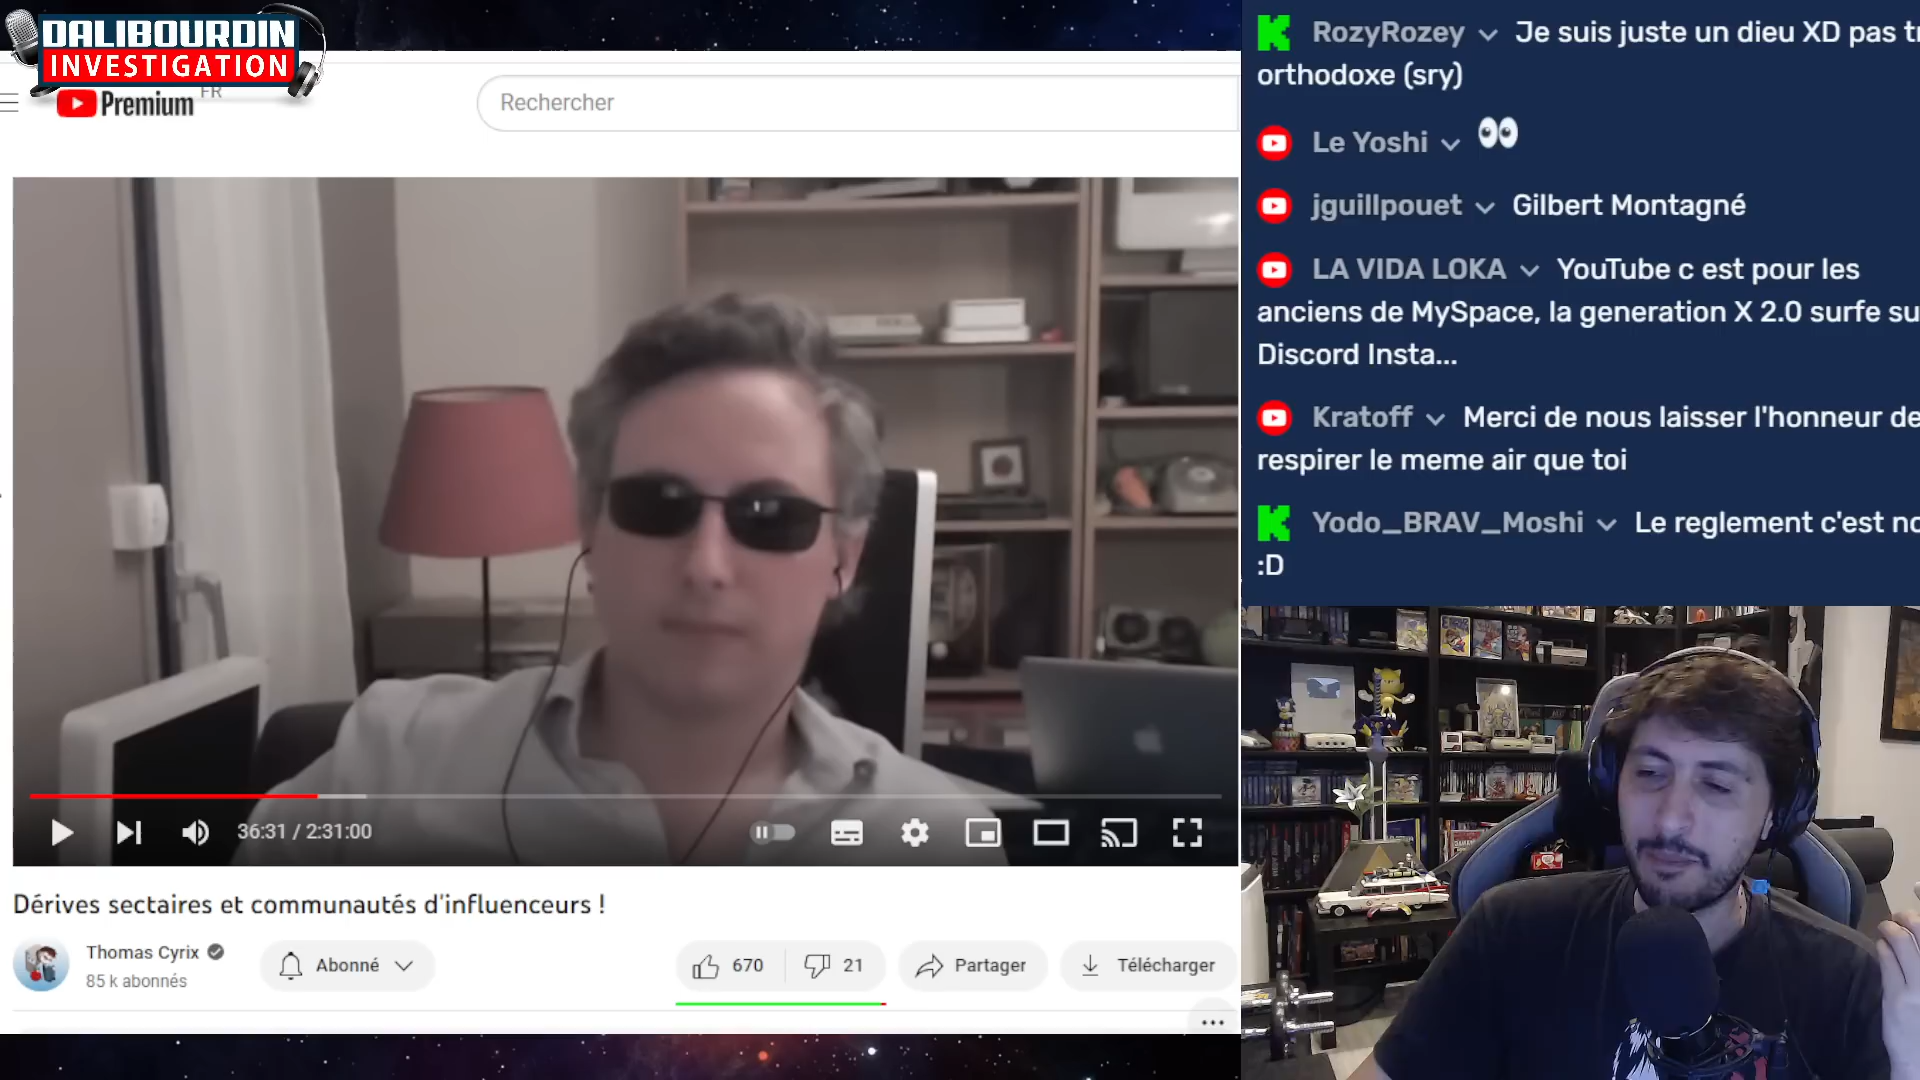 DALIBOURDIN
INVESTIGATION
Premium
FR
Rechercher
36:31 / 2:31:00
Dérives sectaires et communautés d'influenceurs !
Thomas Cyrix
85 k abonnés
Abonné
670
21
Partager
Télécharger
RozyRozey Je suis juste un dieu XD pas
orthodoxe (sry)
Le Yoshi 👀
jguillpouet Gilbert Montagné
LA VIDA LOKA YouTube c est pour les
anciens de MySpace, la generation X 2.0 surfe
Discord Insta...
Kratoff Merci de nous laisser l'honneur de
respirer le meme air que toi
Yodo_BRAV_Moshi Le reglement c'est
:D